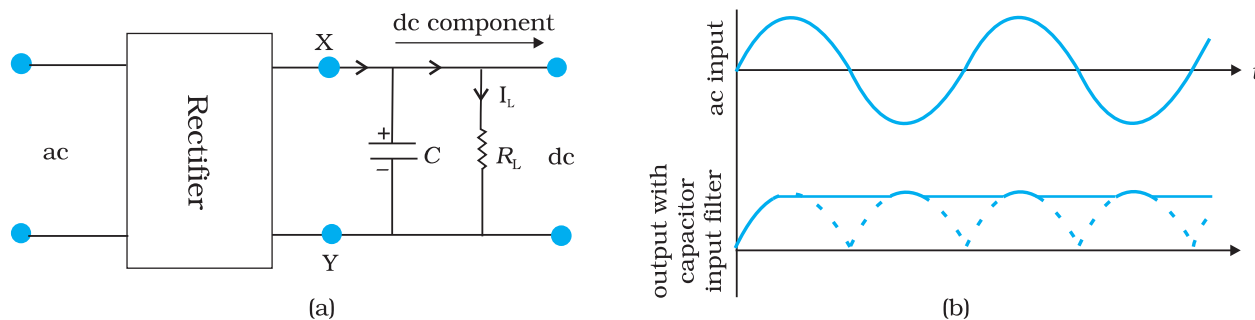 dc component
X
ac
Rectifier
+
−
C
I_L
R_L
dc
Y
(a)
ac input
t
output with
capacitor
input filter
(b)